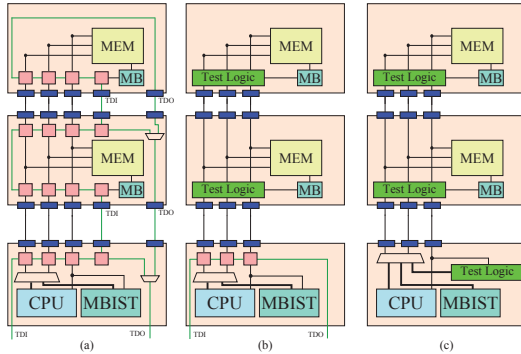 MEM
MB
TDI
TDO
MEM
MB
TDI
TDO
CPU
MBIST
TDI
TDO
(a)
MEM
Test Logic
MB
MEM
Test Logic
MB
CPU
MBIST
TDI
TDO
(b)
MEM
Test Logic
MB
MEM
Test Logic
MB
Test Logic
CPU
MBIST
(c)